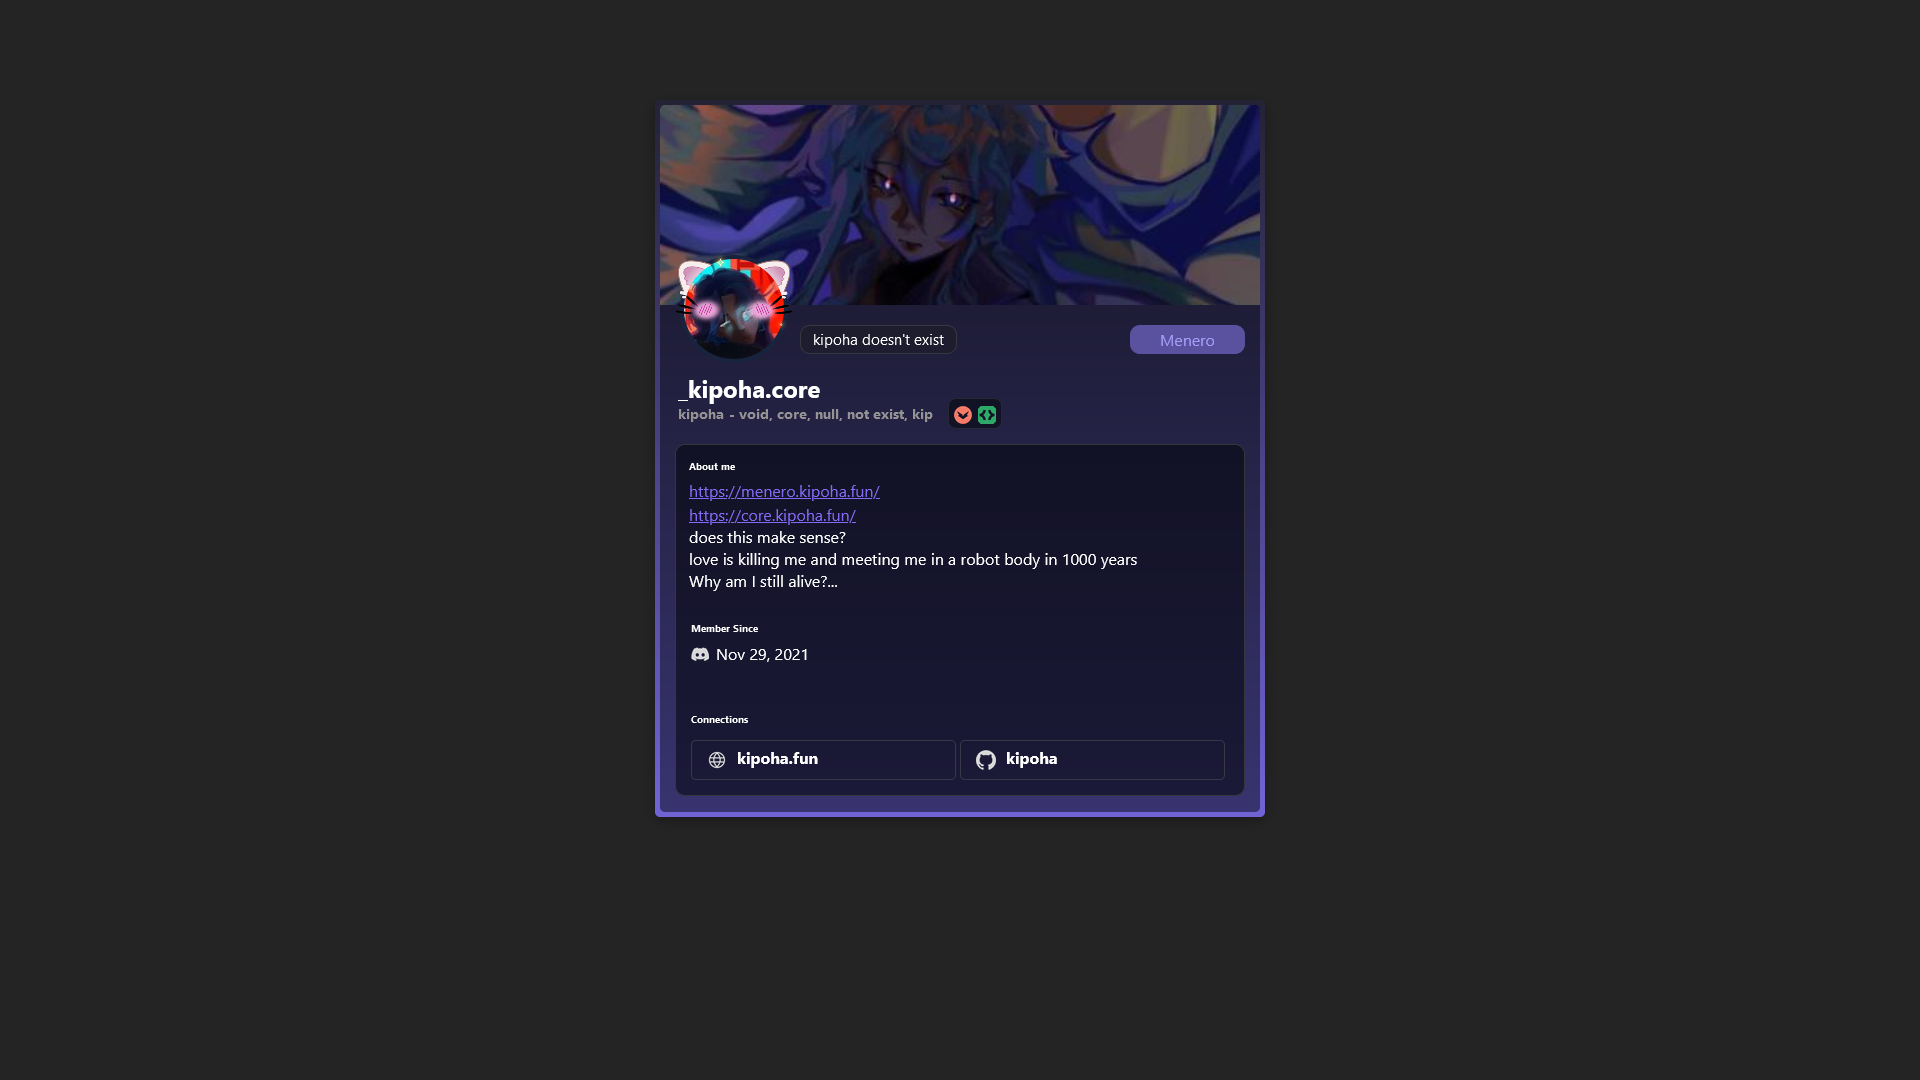 kipoha doesn't exist
Menero
_kipoha.core
kipoha - void, core, null, not exist, kip
About me
https://menero.kipoha.fun/
https://core.kipoha.fun/
does this make sense?
love is killing me and meeting me in a robot body in 1000 years
Why am I still alive?...
Member Since
Nov 29, 2021
Connections
kipoha.fun
kipoha